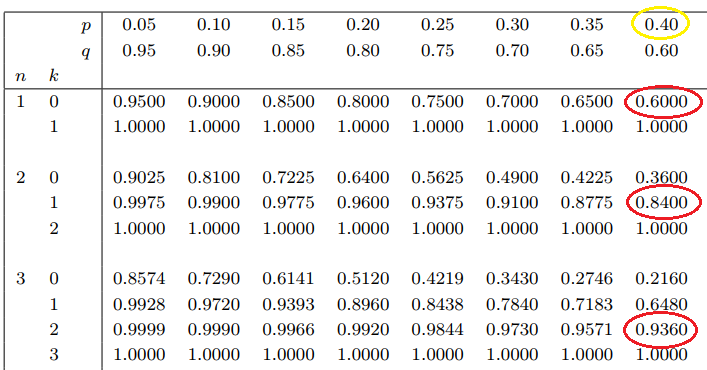 p 0.05 0.10 0.15 0.20 0.25 0.30 0.35 0.40
q 0.95 0.90 0.85 0.80 0.75 0.70 0.65 0.60
n k
1 0 0.9500 0.9000 0.8500 0.8000 0.7500 0.7000 0.6500 0.6000
1 1.0000 1.0000 1.0000 1.0000 1.0000 1.0000 1.0000 1.0000
2 0 0.9025 0.8100 0.7225 0.6400 0.5625 0.4900 0.4225 0.3600
1 0.9975 0.9900 0.9775 0.9600 0.9375 0.9100 0.8775 0.8400
2 1.0000 1.0000 1.0000 1.0000 1.0000 1.0000 1.0000 1.0000
3 0 0.8574 0.7290 0.6141 0.5120 0.4219 0.3430 0.2746 0.2160
1 0.9928 0.9720 0.9393 0.8960 0.8438 0.7840 0.7183 0.6480
2 0.9999 0.9990 0.9966 0.9920 0.9844 0.9730 0.9571 0.9360
3 1.0000 1.0000 1.0000 1.0000 1.0000 1.0000 1.0000 1.0000